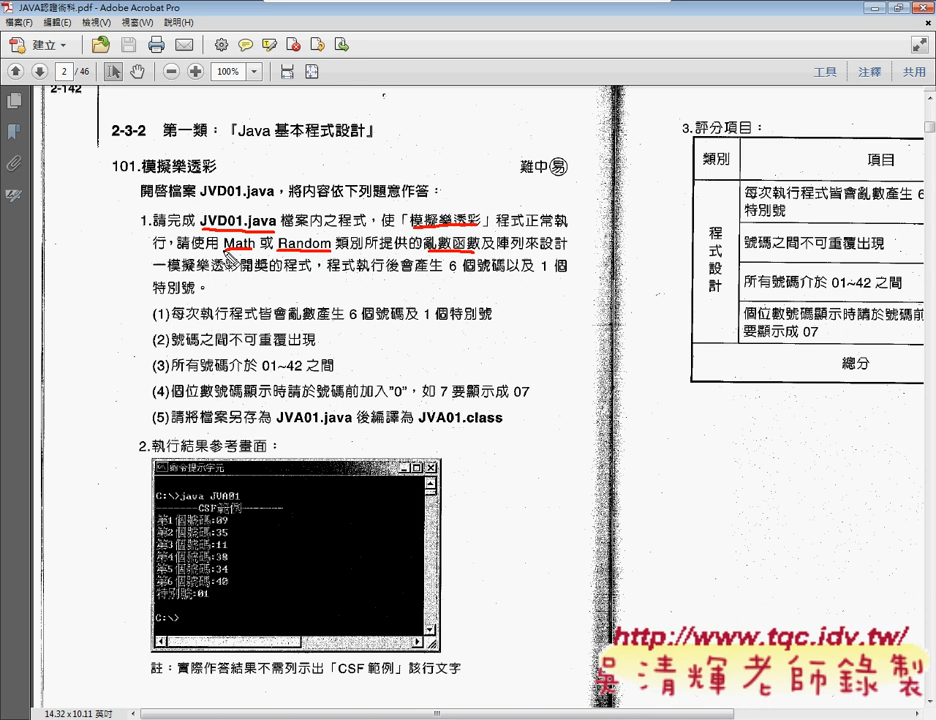 JAVA認證術科.pdf - Adobe Acrobat Pro
檔案(F) 編輯(E) 檢視(V) 視窗(W) 說明(H)
建立
2 / 46 100% 工具 註釋 共用
2-142
2-3-2 第一類：『Java 基本程式設計』
101.模擬樂透彩 難中易
開啟檔案 JVD01.java，將內容依下列題意作答：
1.請完成 JVD01.java 檔案內之程式，使「模擬樂透彩」程式正常執
行，請使用 Math 或 Random 類別所提供的亂數函數及陣列來設計
一模擬樂透彩開獎的程式，程式執行後會產生 6 個號碼以及 1 個
特別號。
(1)每次執行程式皆會亂數產生 6 個號碼及 1 個特別號
(2)號碼之間不可重覆出現
(3)所有號碼介於 01~42 之間
(4)個位數號碼顯示時請於號碼前加入"0"，如 7 要顯示成 07
(5)請將檔案另存為 JVA01.java 後編譯為 JVA01.class
2.執行結果參考畫面：
命令提示字元
C:\>java JVA01
--------CSF範例--------
第1個號碼:09
第2個號碼:35
第3個號碼:11
第4個號碼:38
第5個號碼:34
第6個號碼:40
特別號:01
C:\>
註：實際作答結果不需列示出「CSF 範例」該行文字
3.評分項目：
類別 項目
程式設計
每次執行程式皆會亂數產生 6
特別號
號碼之間不可重覆出現
所有號碼介於 01~42 之間
個位數號碼顯示時請於號碼前
要顯示成 07
總分
http://www.tqc.idv.tw/
吳清輝老師錄製
14.32 x 10.11 英吋